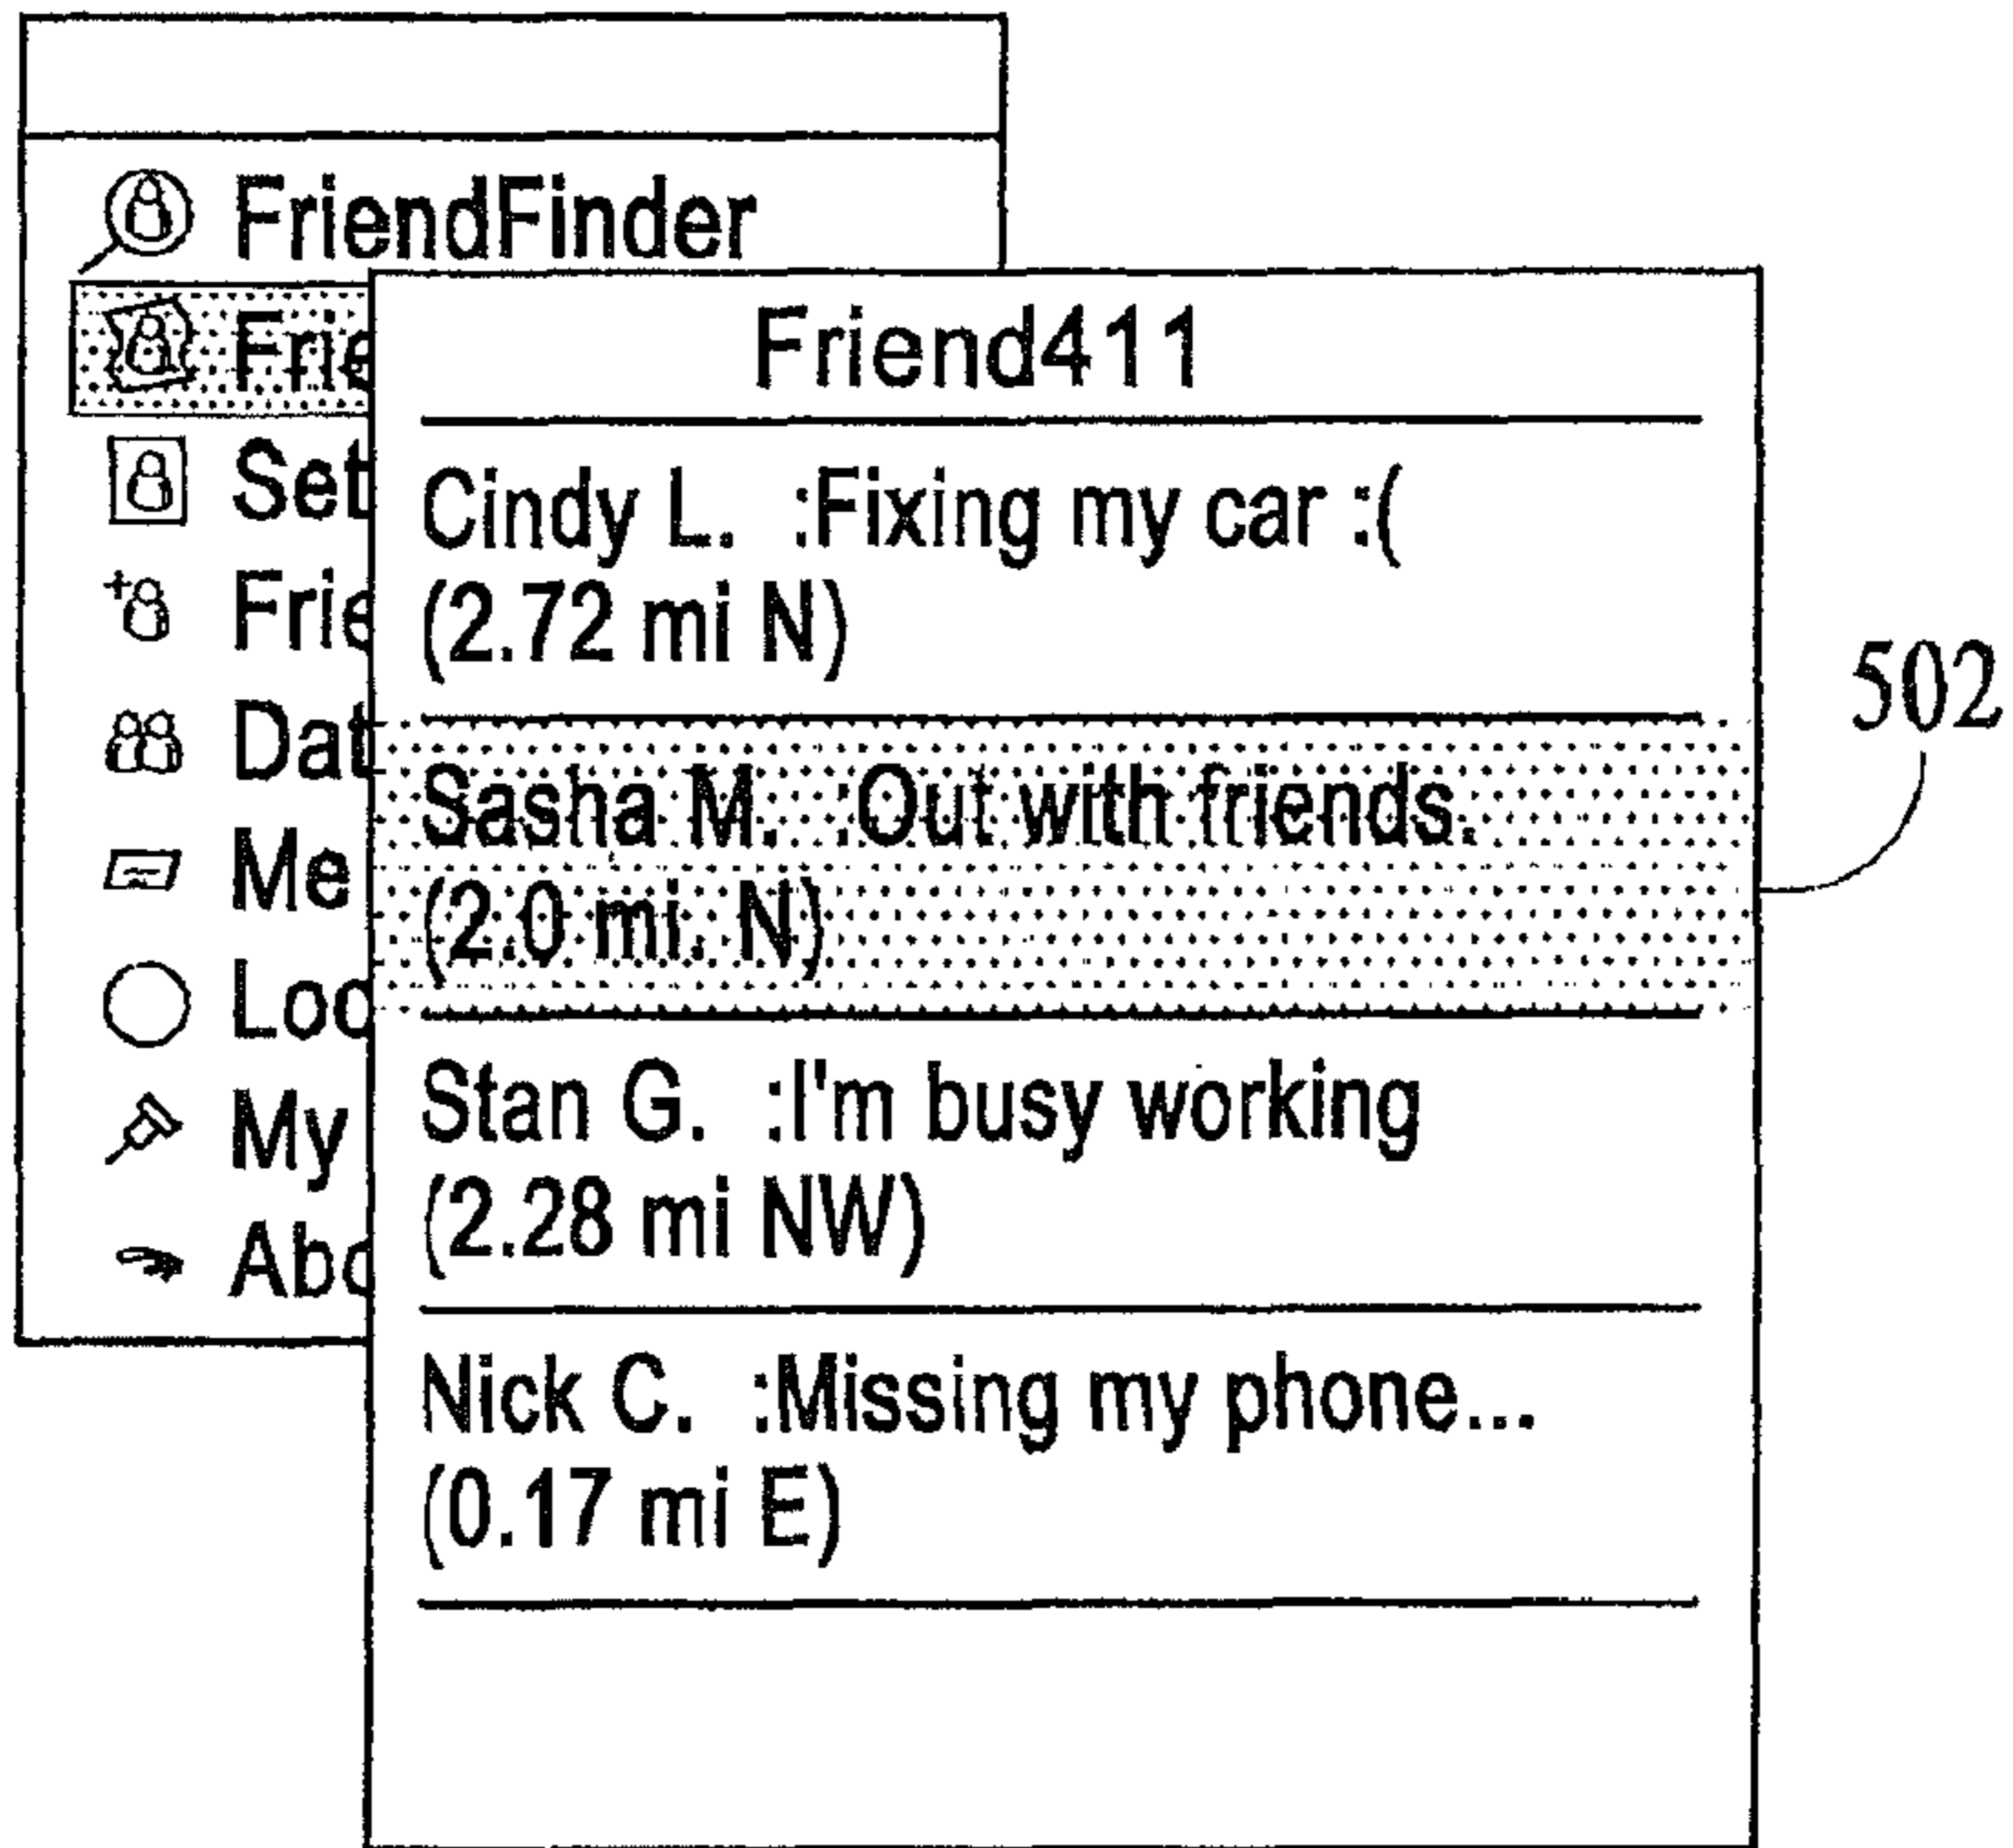 FriendFinder
Frie
Set
Frie
Dat
Me
Loc
My
Abo
Friend411
Cindy L. :Fixing my car :(
(2.72 mi N)
Sasha M. :Out with friends.
(2.0 mi. N)
Stan G. :I'm busy working
(2.28 mi NW)
Nick C. :Missing my phone...
(0.17 mi E)
502